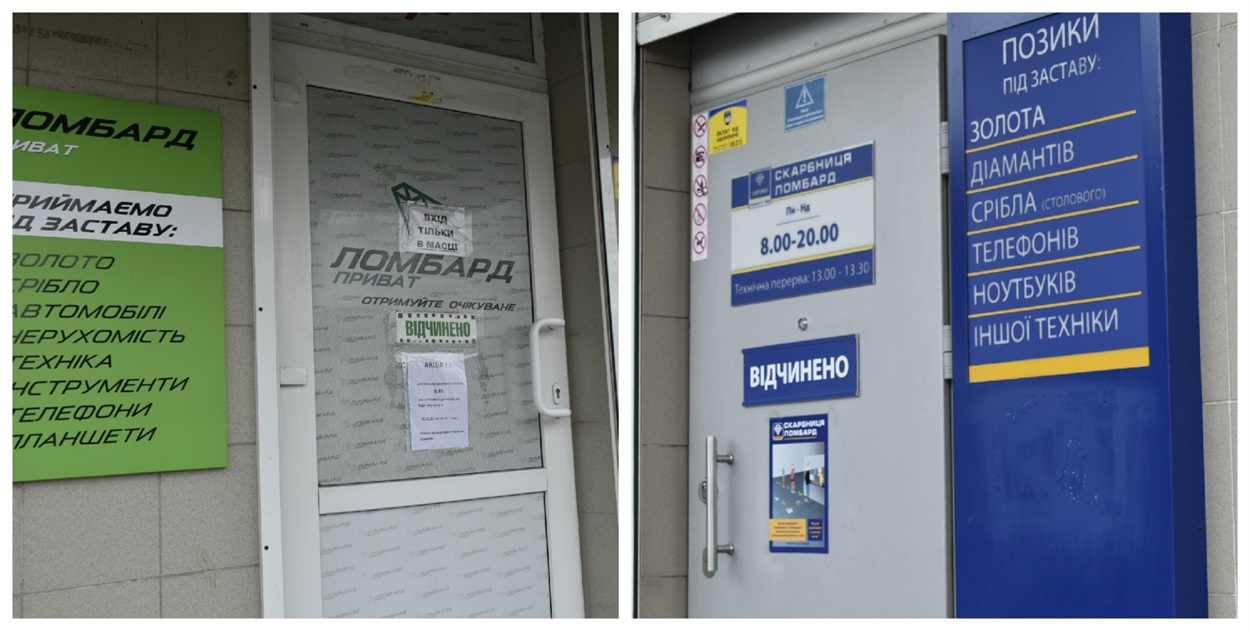 ЛОМБАРД
ПРИВАТ
РИЙМАЄМО
Д ЗАСТАВУ:
ЗОЛОТО
СРІБЛО
АВТОМОБІЛІ
НЕРУХОМІСТЬ
ТЕХНІКА
ІНСТРУМЕНТИ
ТЕЛЕФОНИ
ПЛАНШЕТИ
ВХІД
ТІЛЬКИ
В МАСЦІ
ЛОМБАРД
ПРИВАТ
ОТРИМУЙТЕ ОЧІКУВАНЕ
ВІДЧИНЕНО
СКАРБНИЦЯ
ЛОМБАРД
Пн - Нд
8.00-20.00
Технічна перерва: 13.00 - 13.30
ВІДЧИНЕНО
СКАРБНИЦЯ
ЛОМБАРД
ПОЗИКИ
ПІД ЗАСТАВУ:
ЗОЛОТА
ДІАМАНТІВ
СРІБЛА (СТОЛОВОГО)
ТЕЛЕФОНІВ
НОУТБУКІВ
ІНШОЇ ТЕХНІКИ